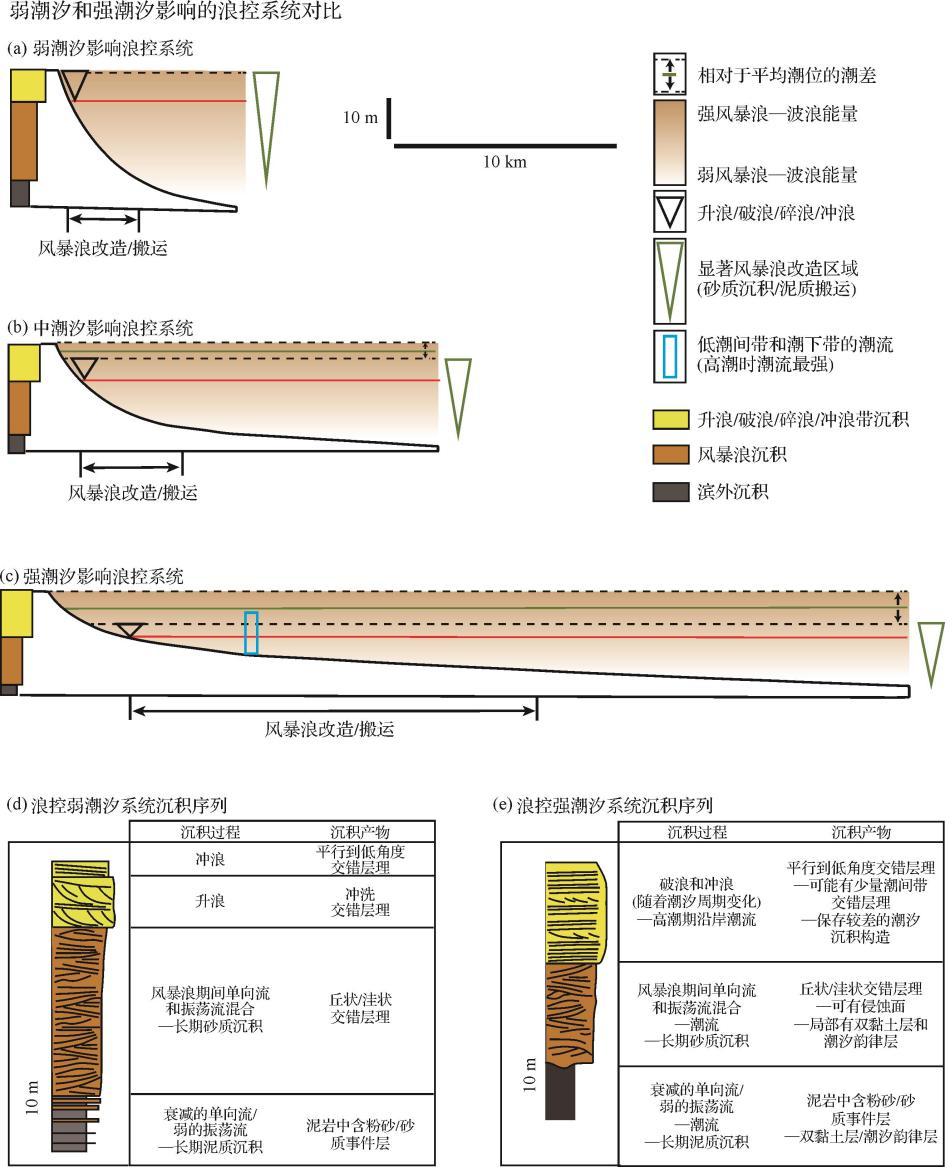 弱潮汐和强潮汐影响的浪控系统对比
(a) 弱潮汐影响浪控系统
风暴浪改造/搬运
10 m
10 km
相对于平均潮位的潮差
强风暴浪—波浪能量
弱风暴浪—波浪能量
升浪/破浪/碎浪/冲浪
显著风暴浪改造区域
(砂质沉积/泥质搬运)
低潮间带和潮下带的潮流
(高潮时潮流最强)
升浪/破浪/碎浪/冲浪带沉积
风暴浪沉积
滨外沉积
(b) 中潮汐影响浪控系统
风暴浪改造/搬运
(c) 强潮汐影响浪控系统
风暴浪改造/搬运
(d) 浪控弱潮汐系统沉积序列
沉积过程
沉积产物
冲浪
平行到低角度
交错层理
升浪
冲洗
交错层理
风暴浪期间单向流
和振荡流混合
—长期砂质沉积
丘状/洼状
交错层理
衰减的单向流/
弱的振荡流
—长期泥质沉积
泥岩中含粉砂/砂
质事件层
10 m
(e) 浪控强潮汐系统沉积序列
沉积过程
沉积产物
破浪和冲浪
(随着潮汐周期变化)
—高潮期沿岸潮流
平行到低角度交错层理
—可能有少量潮间带
交错层理
—保存较差的潮汐
沉积构造
风暴浪期间单向流
和振荡流混合
—潮流
—长期砂质沉积
丘状/洼状交错层理
—可有侵蚀面
—局部有双黏土层和
潮汐韵律层
衰减的单向流/
弱的振荡流
—潮流
—长期泥质沉积
泥岩中含粉砂/砂
质事件层
—双黏土层/潮汐韵律层
10 m